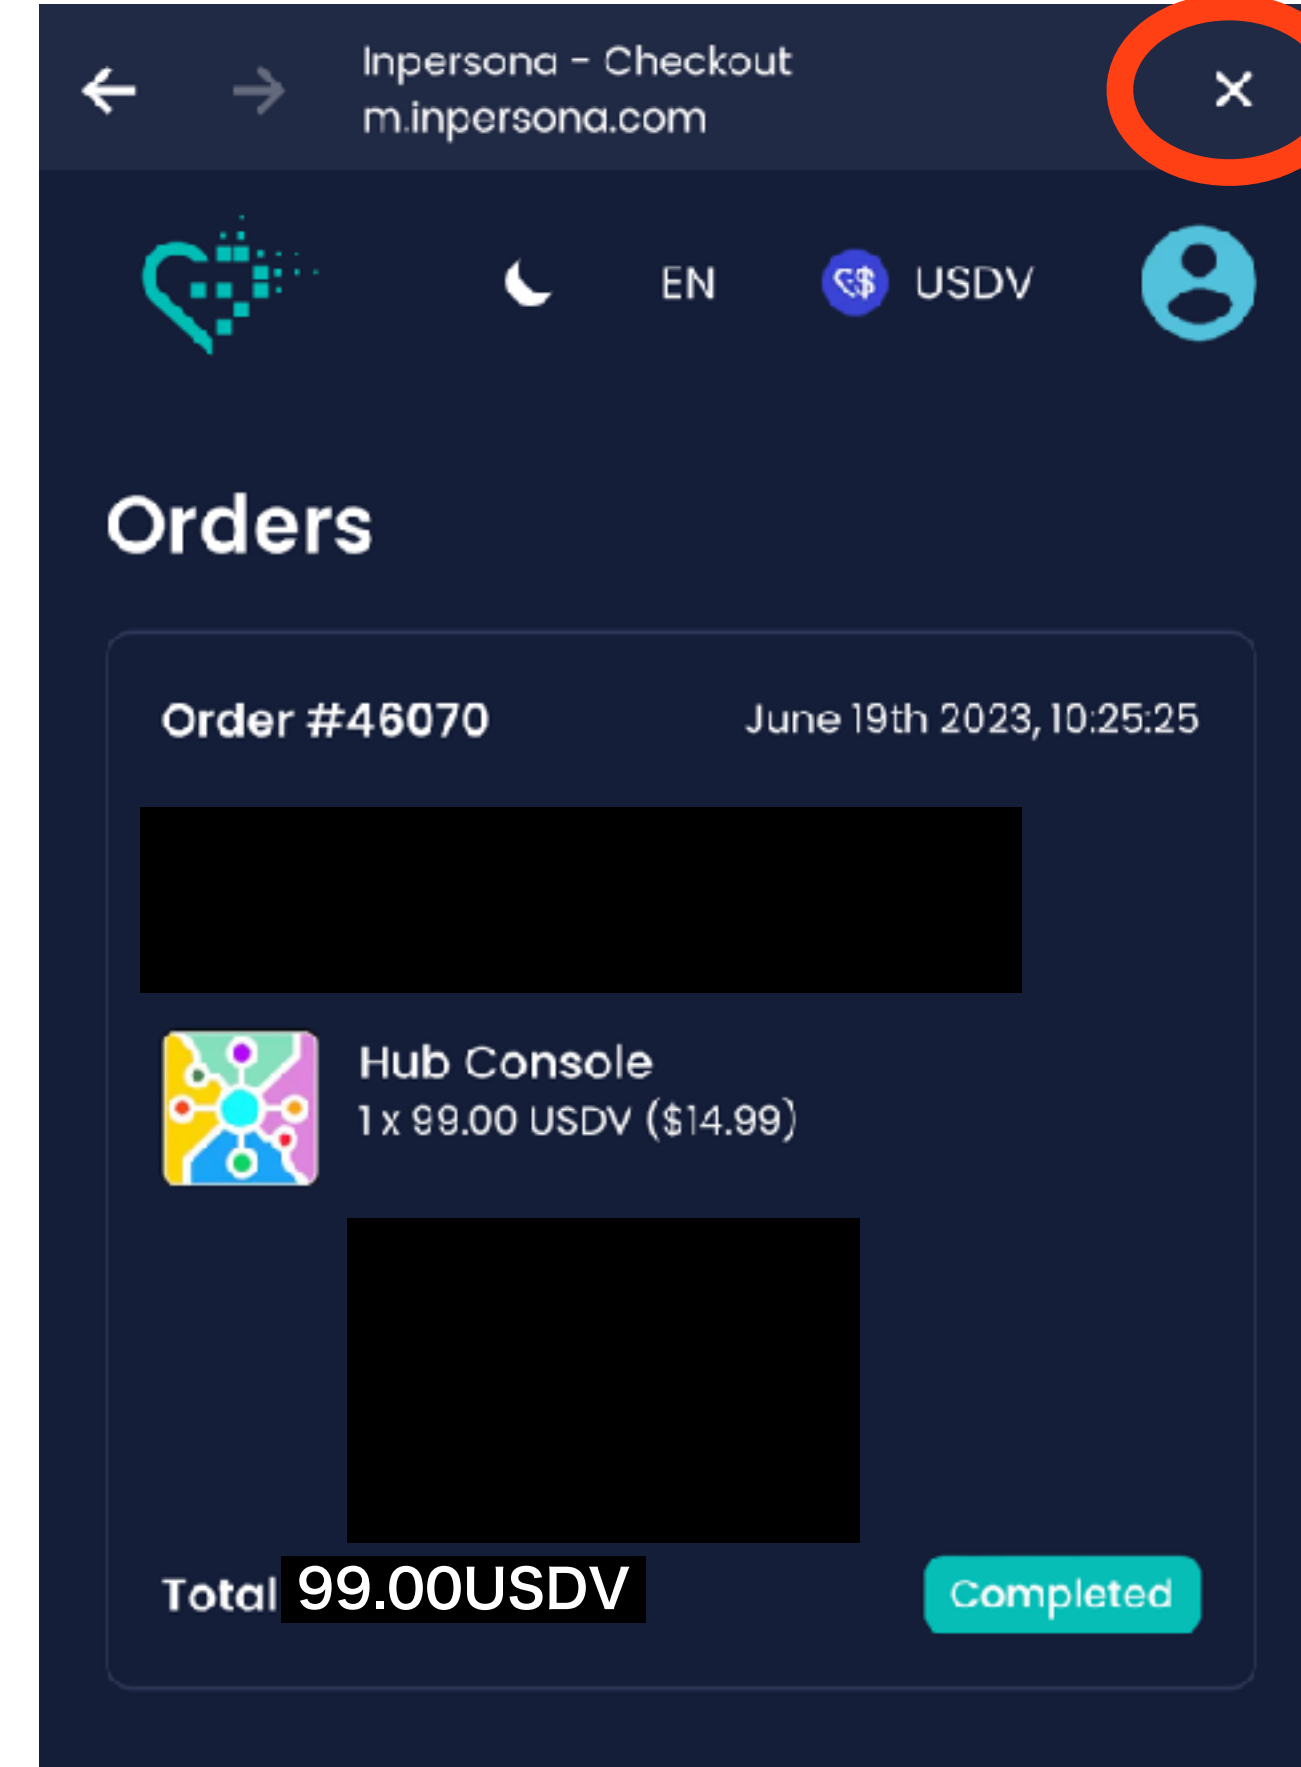 Inpersona - Checkout
m.inpersona.com
EN
USDV
Orders
Order #46070
June 19th 2023, 10:25:25
Hub Console
1 x 99.00 USDV ($14.99)
Total 99.00USDV
Completed